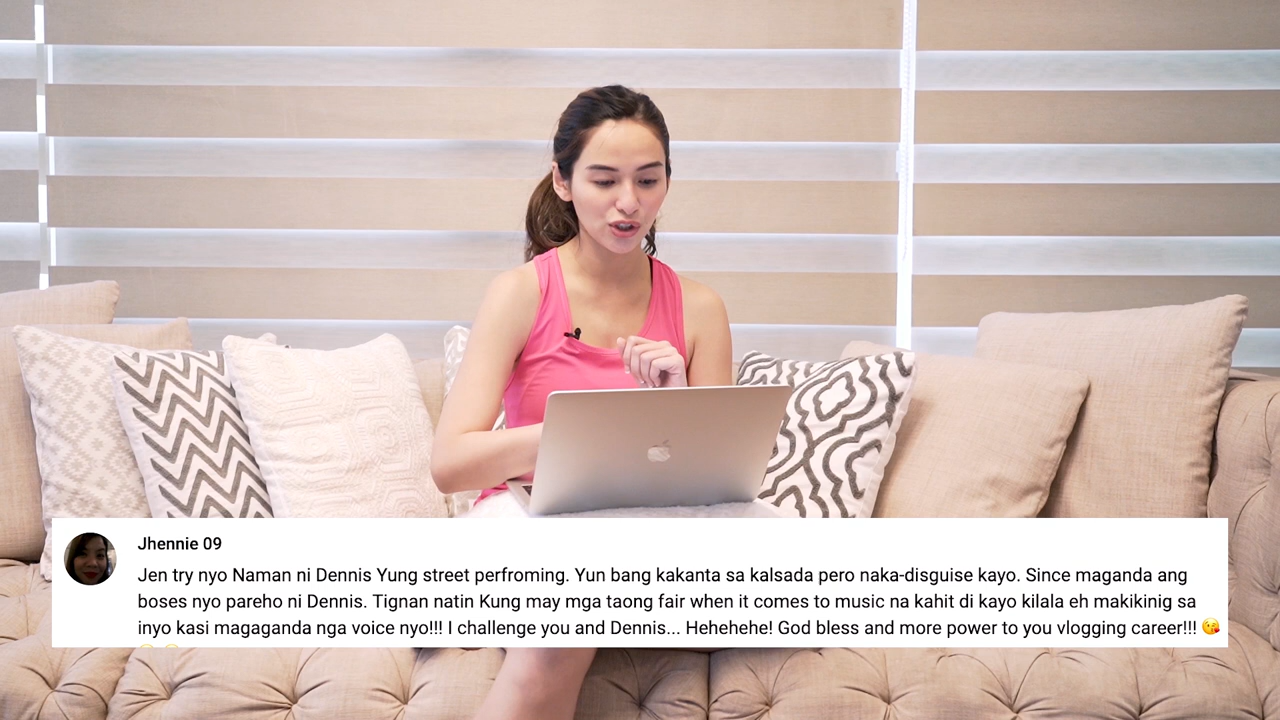 Jhennie 09
Jen try nyo Naman ni Dennis Yung street perfroming. Yun bang kakanta sa kalsada pero naka-disguise kayo. Since maganda ang
boses nyo pareho ni Dennis. Tignan natin Kung may mga taong fair when it comes to music na kahit di kayo kilala eh makikinig sa
inyo kasi magaganda nga voice nyo!!! I challenge you and Dennis... Hehehehe! God bless and more power to you vlogging career!!! 😘